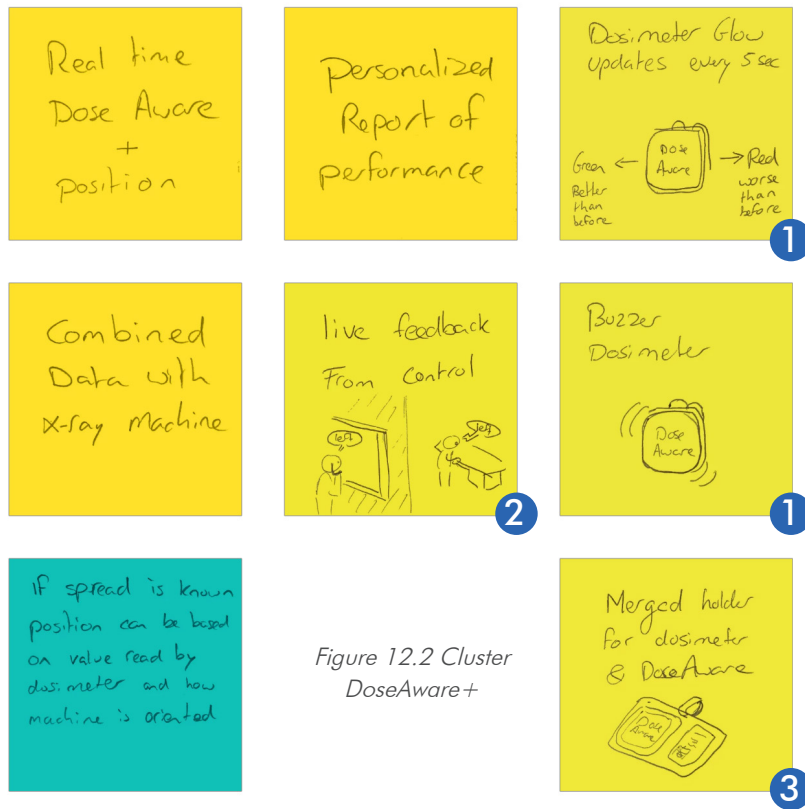 Real time
Dose Aware
+
position
Personalized
Report of
performance
Dosimeter Glow
updates every 5 sec
Green
Better
than
before
Dose
Aware
Red
worse
than
before
1
Combined
Data with
X-ray Machine
live feedback
From control
left
left
2
Buzzer
Dosimeter
Dose
Aware
1
If spread is known
position can be based
on value read by
dosimeter and how
machine is oriented
Figure 12.2 Cluster
DoseAware+
Merged holder
for dosimeter
& DoseAware
Dose
Aware
3